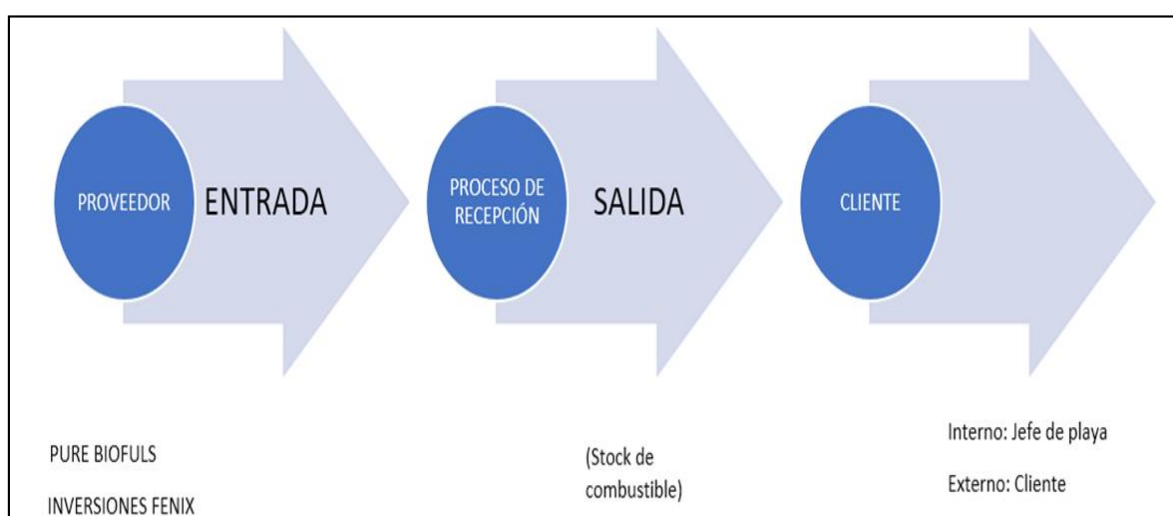 PROVEEDOR
ENTRADA
PROCESO DE
RECEPCIÓN
SALIDA
CLIENTE
PURE BIOFULS
INVERSIONES FENIX
(Stock de
combustible)
Interno: Jefe de playa
Externo: Cliente